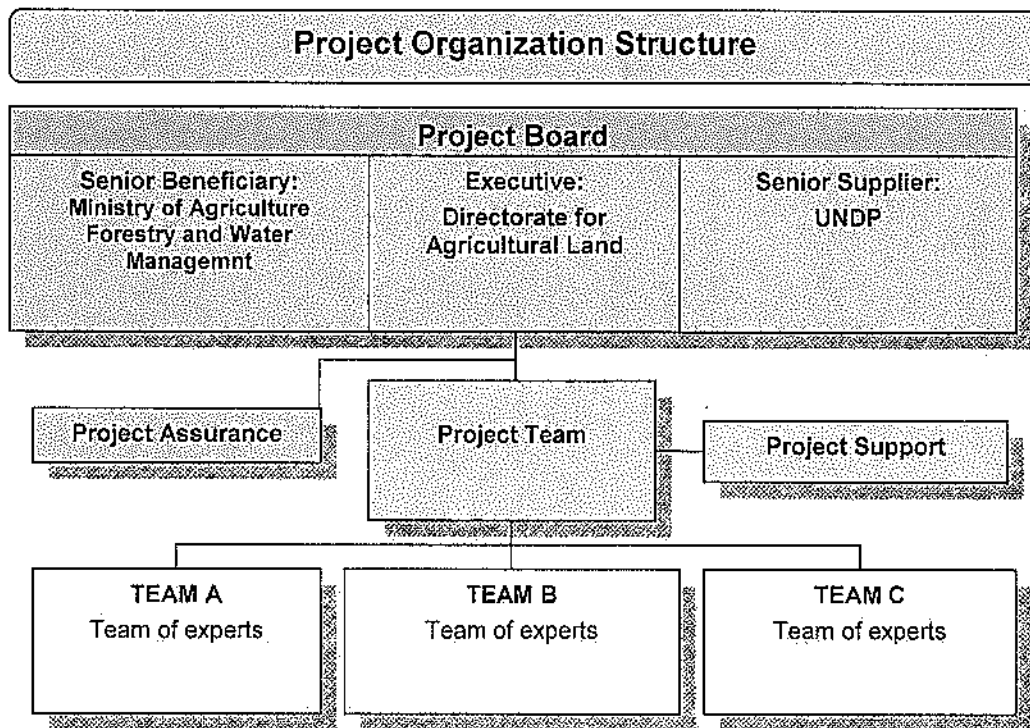 Project Organization Structure
Project Board
Senior Beneficiary:
Ministry of Agriculture
Forestry and Water
Managemnt
Executive:
Directorate for
Agricultural Land
Senior Supplier:
UNDP
Project Assurance
Project Team
Project Support
TEAM A
Team of experts
TEAM B
Team of experts
TEAM C
Team of experts